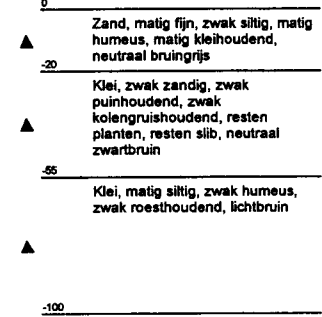 0
Zand, matig fijn, zwak siltig, matig
humeus, matig kleihoudend,
neutraal bruingrijs
-20
Klei, zwak zandig, zwak
puinhoudend, zwak
kolengruishoudend, resten
planten, resten slib, neutraal
zwartbruin
-55
Klei, matig siltig, zwak humeus,
zwak roesthoudend, lichtbruin
-100